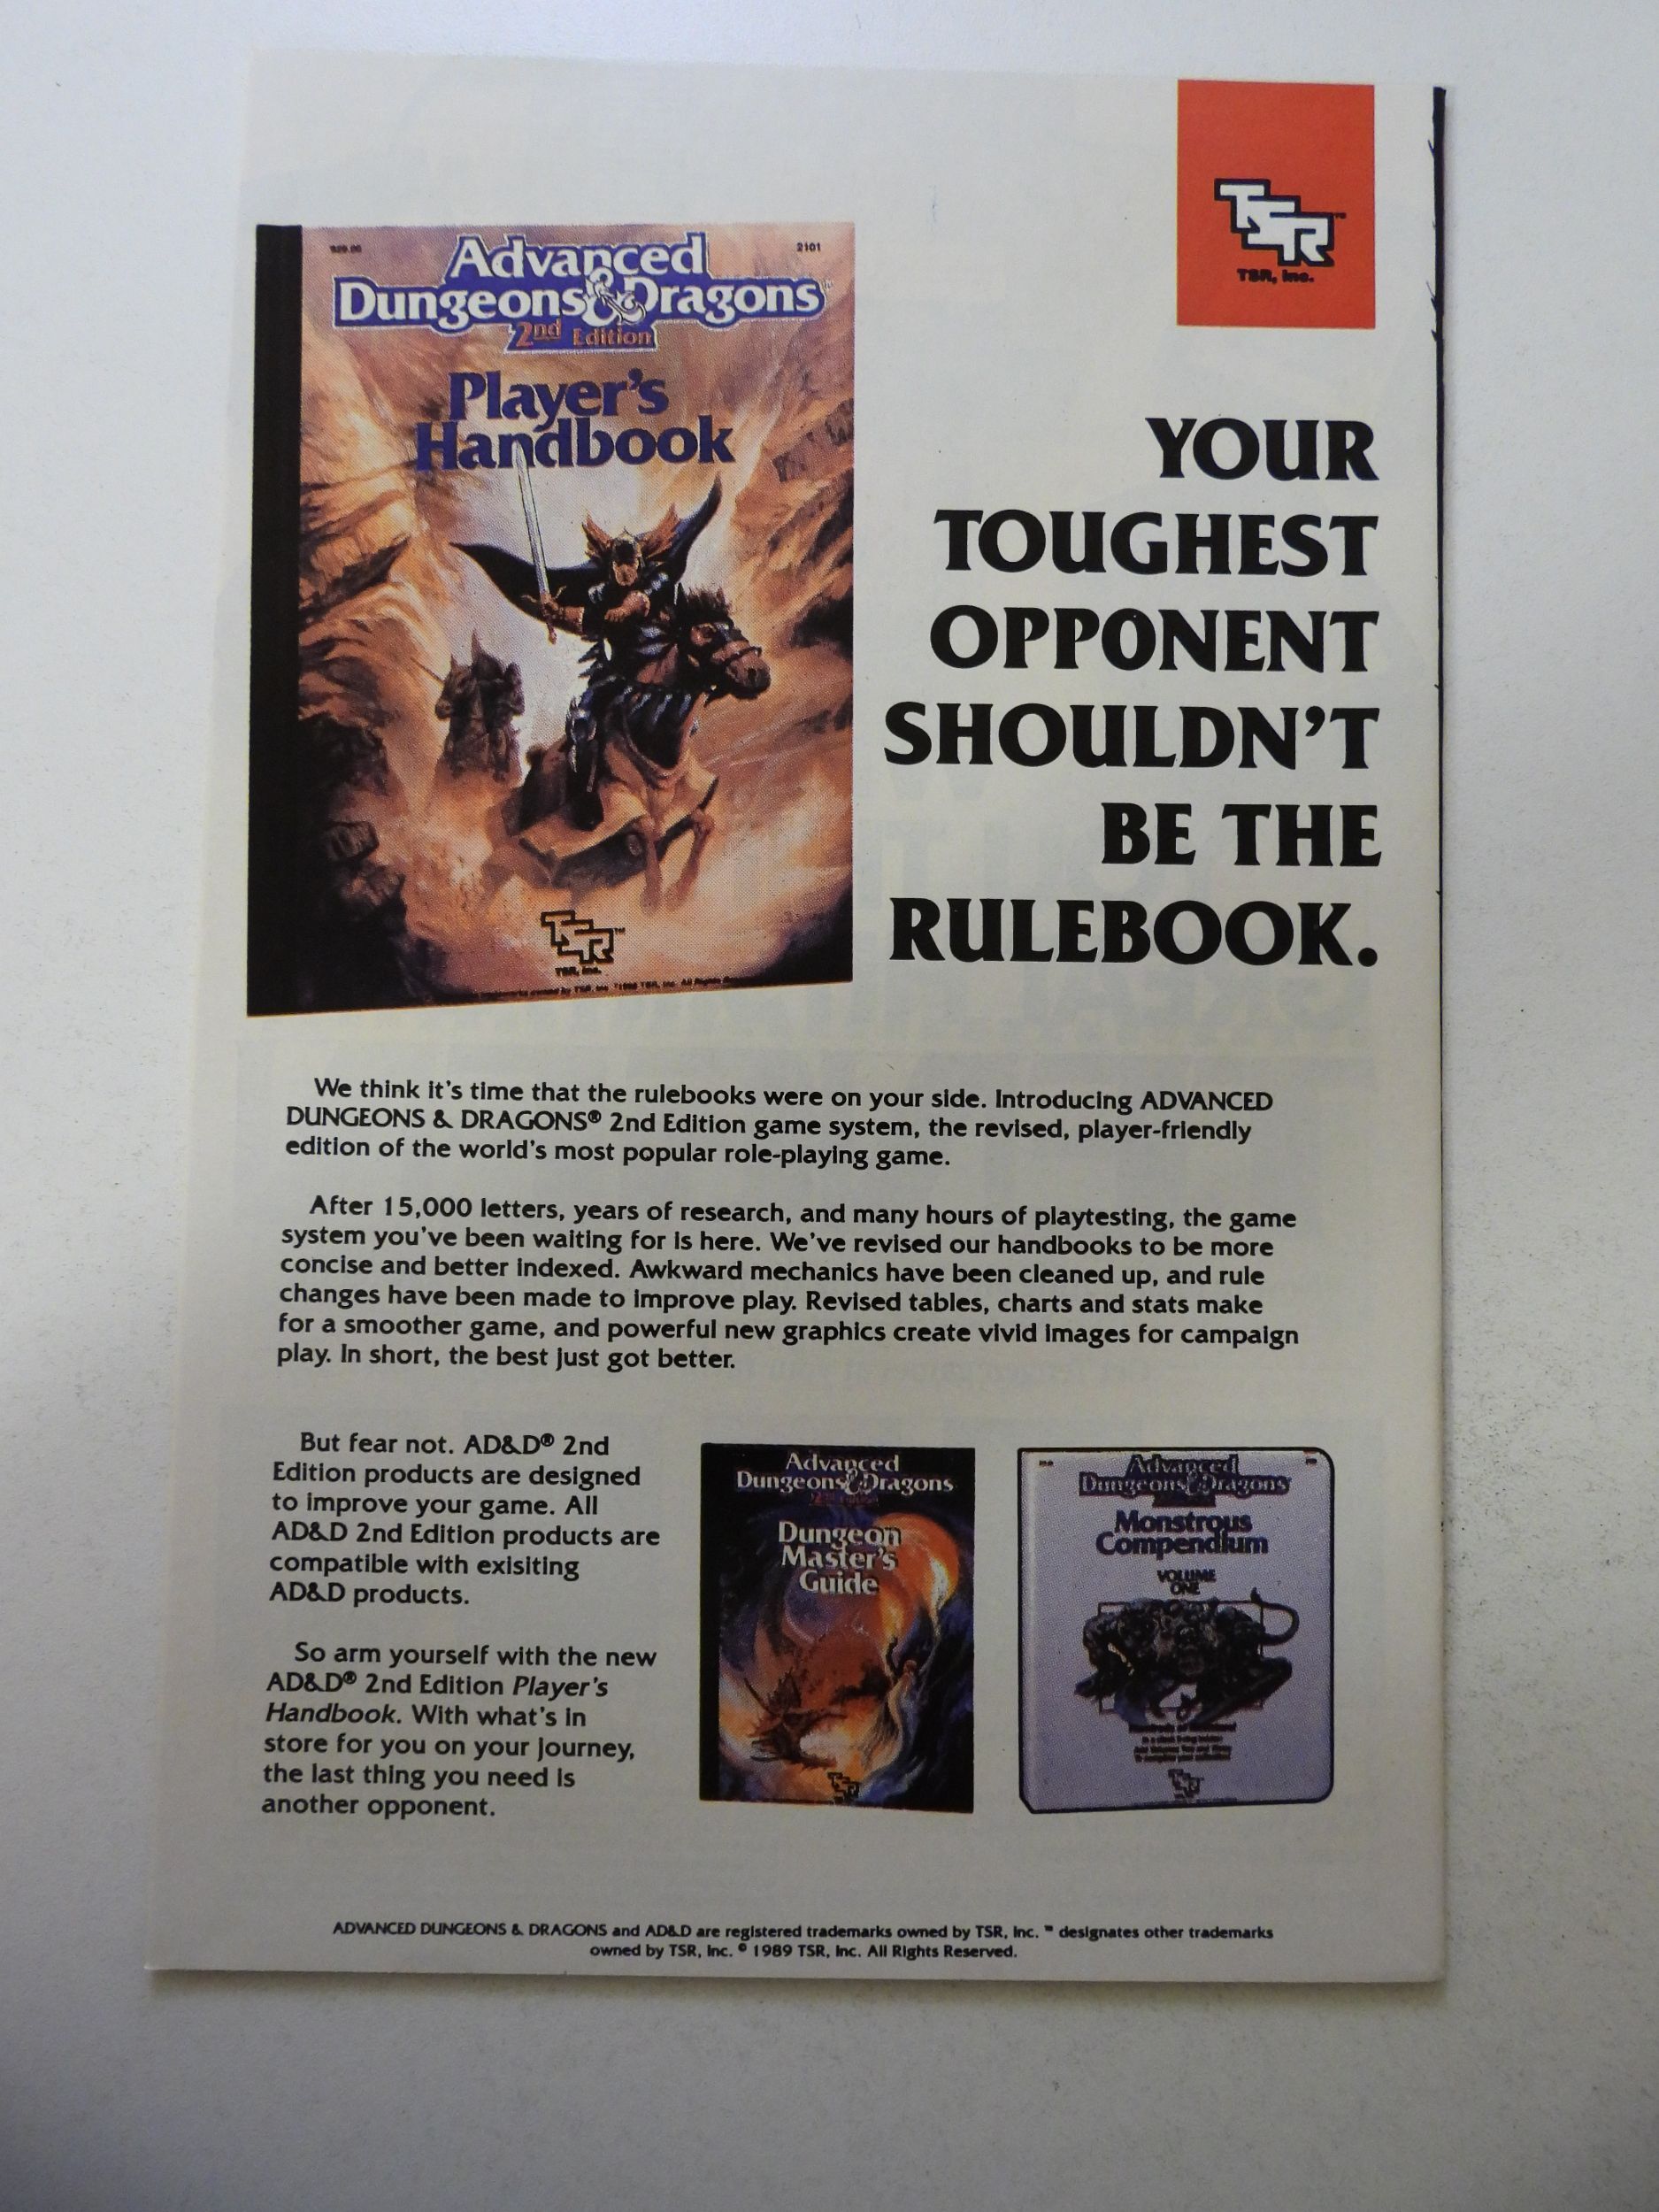 TSR
TSR, Inc.
2101
Advanced
Dungeons & Dragons
2nd Edition
Player's
Handbook
TSR™
TSR, Inc.
YOUR
TOUGHEST
OPPONENT
SHOULDN'T
BE THE
RULEBOOK.
We think it's time that the rulebooks were on your side. Introducing ADVANCED
DUNGEONS & DRAGONS® 2nd Edition game system, the revised, player-friendly
edition of the world's most popular role-playing game.
After 15,000 letters, years of research, and many hours of playtesting, the game
system you've been waiting for is here. We've revised our handbooks to be more
concise and better indexed. Awkward mechanics have been cleaned up, and rule
changes have been made to improve play. Revised tables, charts and stats make
for a smoother game, and powerful new graphics create vivid images for campaign
play. In short, the best just got better.
But fear not. AD&D® 2nd
Edition products are designed
to improve your game. All
AD&D 2nd Edition products are
compatible with exisiting
AD&D products.
So arm yourself with the new
AD&D® 2nd Edition Player's
Handbook. With what's in
store for you on your journey,
the last thing you need is
another opponent.
Advanced
Dungeons & Dragons
2nd Edition
Dungeon
Master's
Guide
TSR
Advanced
Dungeons & Dragons
Monstrous
Compendium
VOLUME
ONE
TSR
ADVANCED DUNGEONS & DRAGONS and AD&D are registered trademarks owned by TSR, Inc. ™ designates other trademarks
owned by TSR, Inc. © 1989 TSR, Inc. All Rights Reserved.